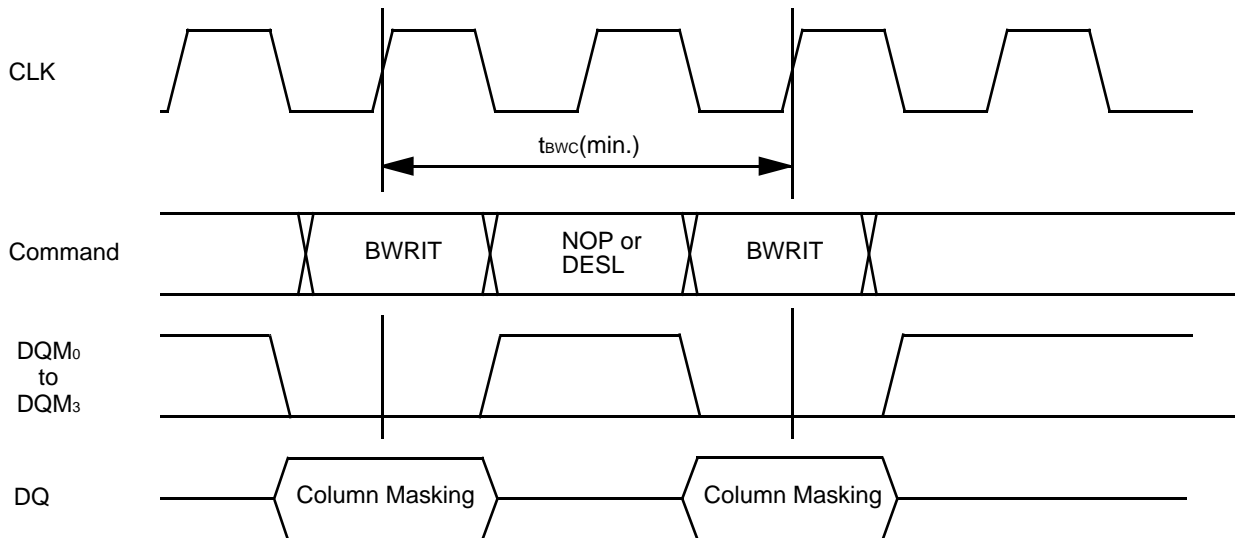 CLK
tBWC(min.)
Command
BWRIT
NOP or
DESL
BWRIT
DQM0
to
DQM3
DQ
Column Masking
Column Masking